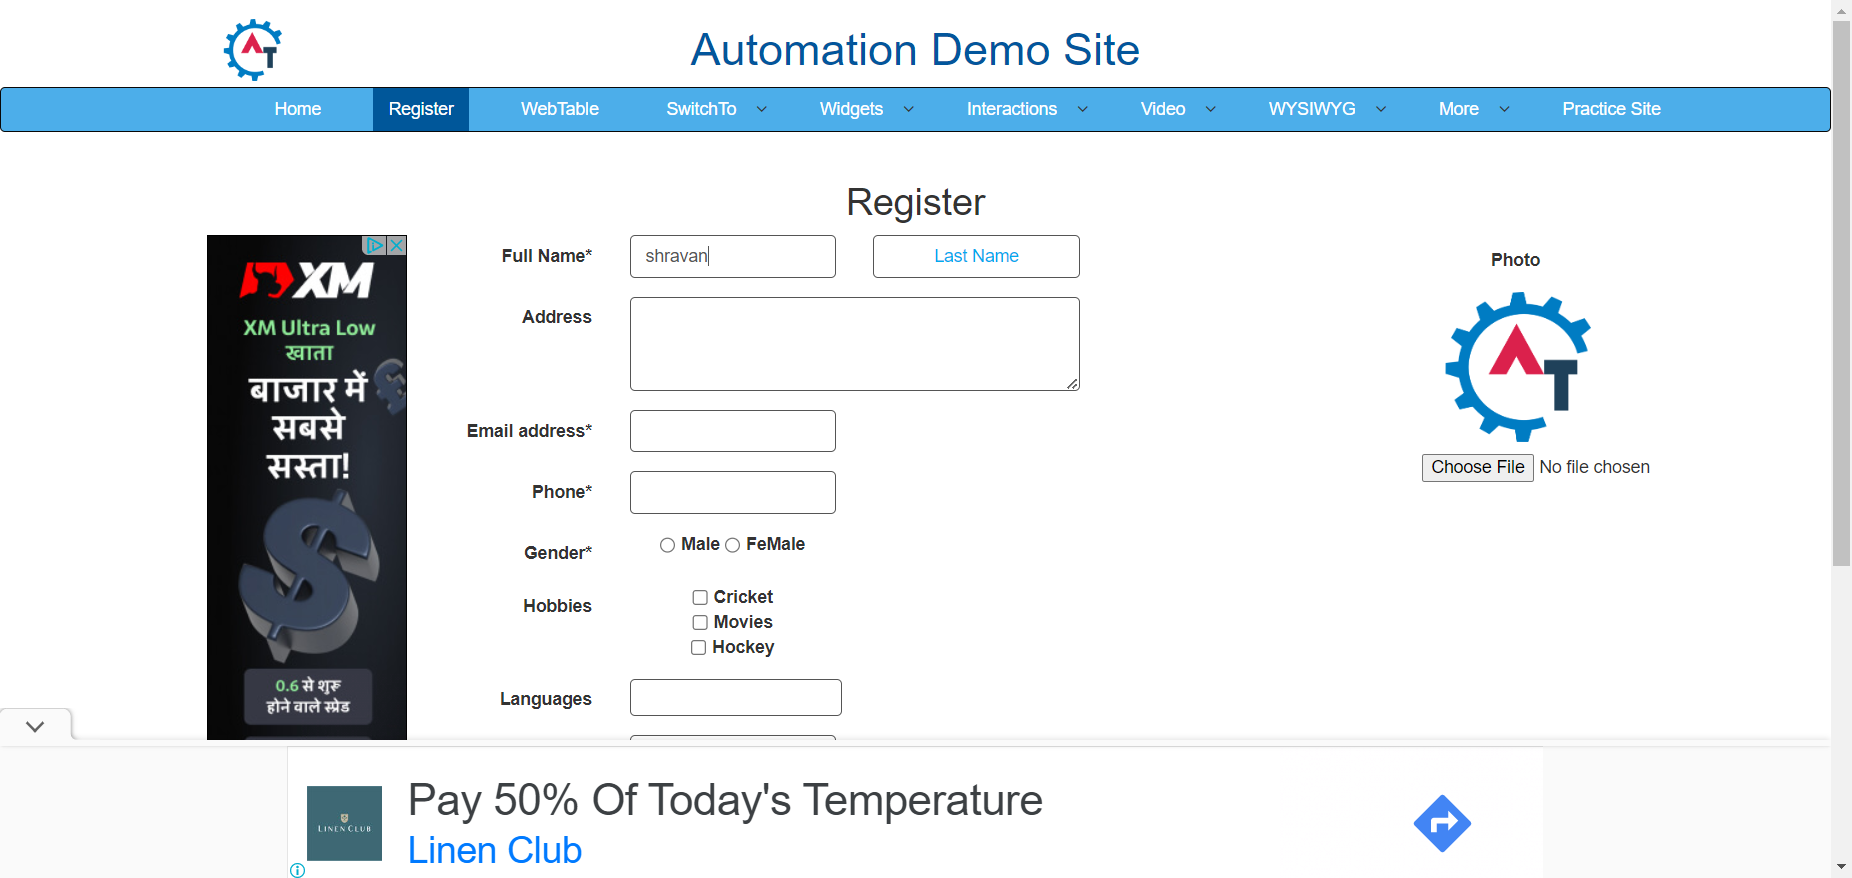 Automation Demo Site
Home Register WebTable SwitchTo Widgets Interactions Video WYSIWYG More Practice Site
Register
Full Name* shravan Last Name
Address
Email address*
Phone*
Gender* Male FeMale
Hobbies Cricket
Movies
Hockey
Languages
Photo
AT
Choose File No file chosen
XM
XM Ultra Low
खाता
बाजार में
सबसे
सस्ता!
0.6 से शुरू
होने वाले स्प्रेड
LINEN CLUB
Pay 50% Of Today's Temperature
Linen Club